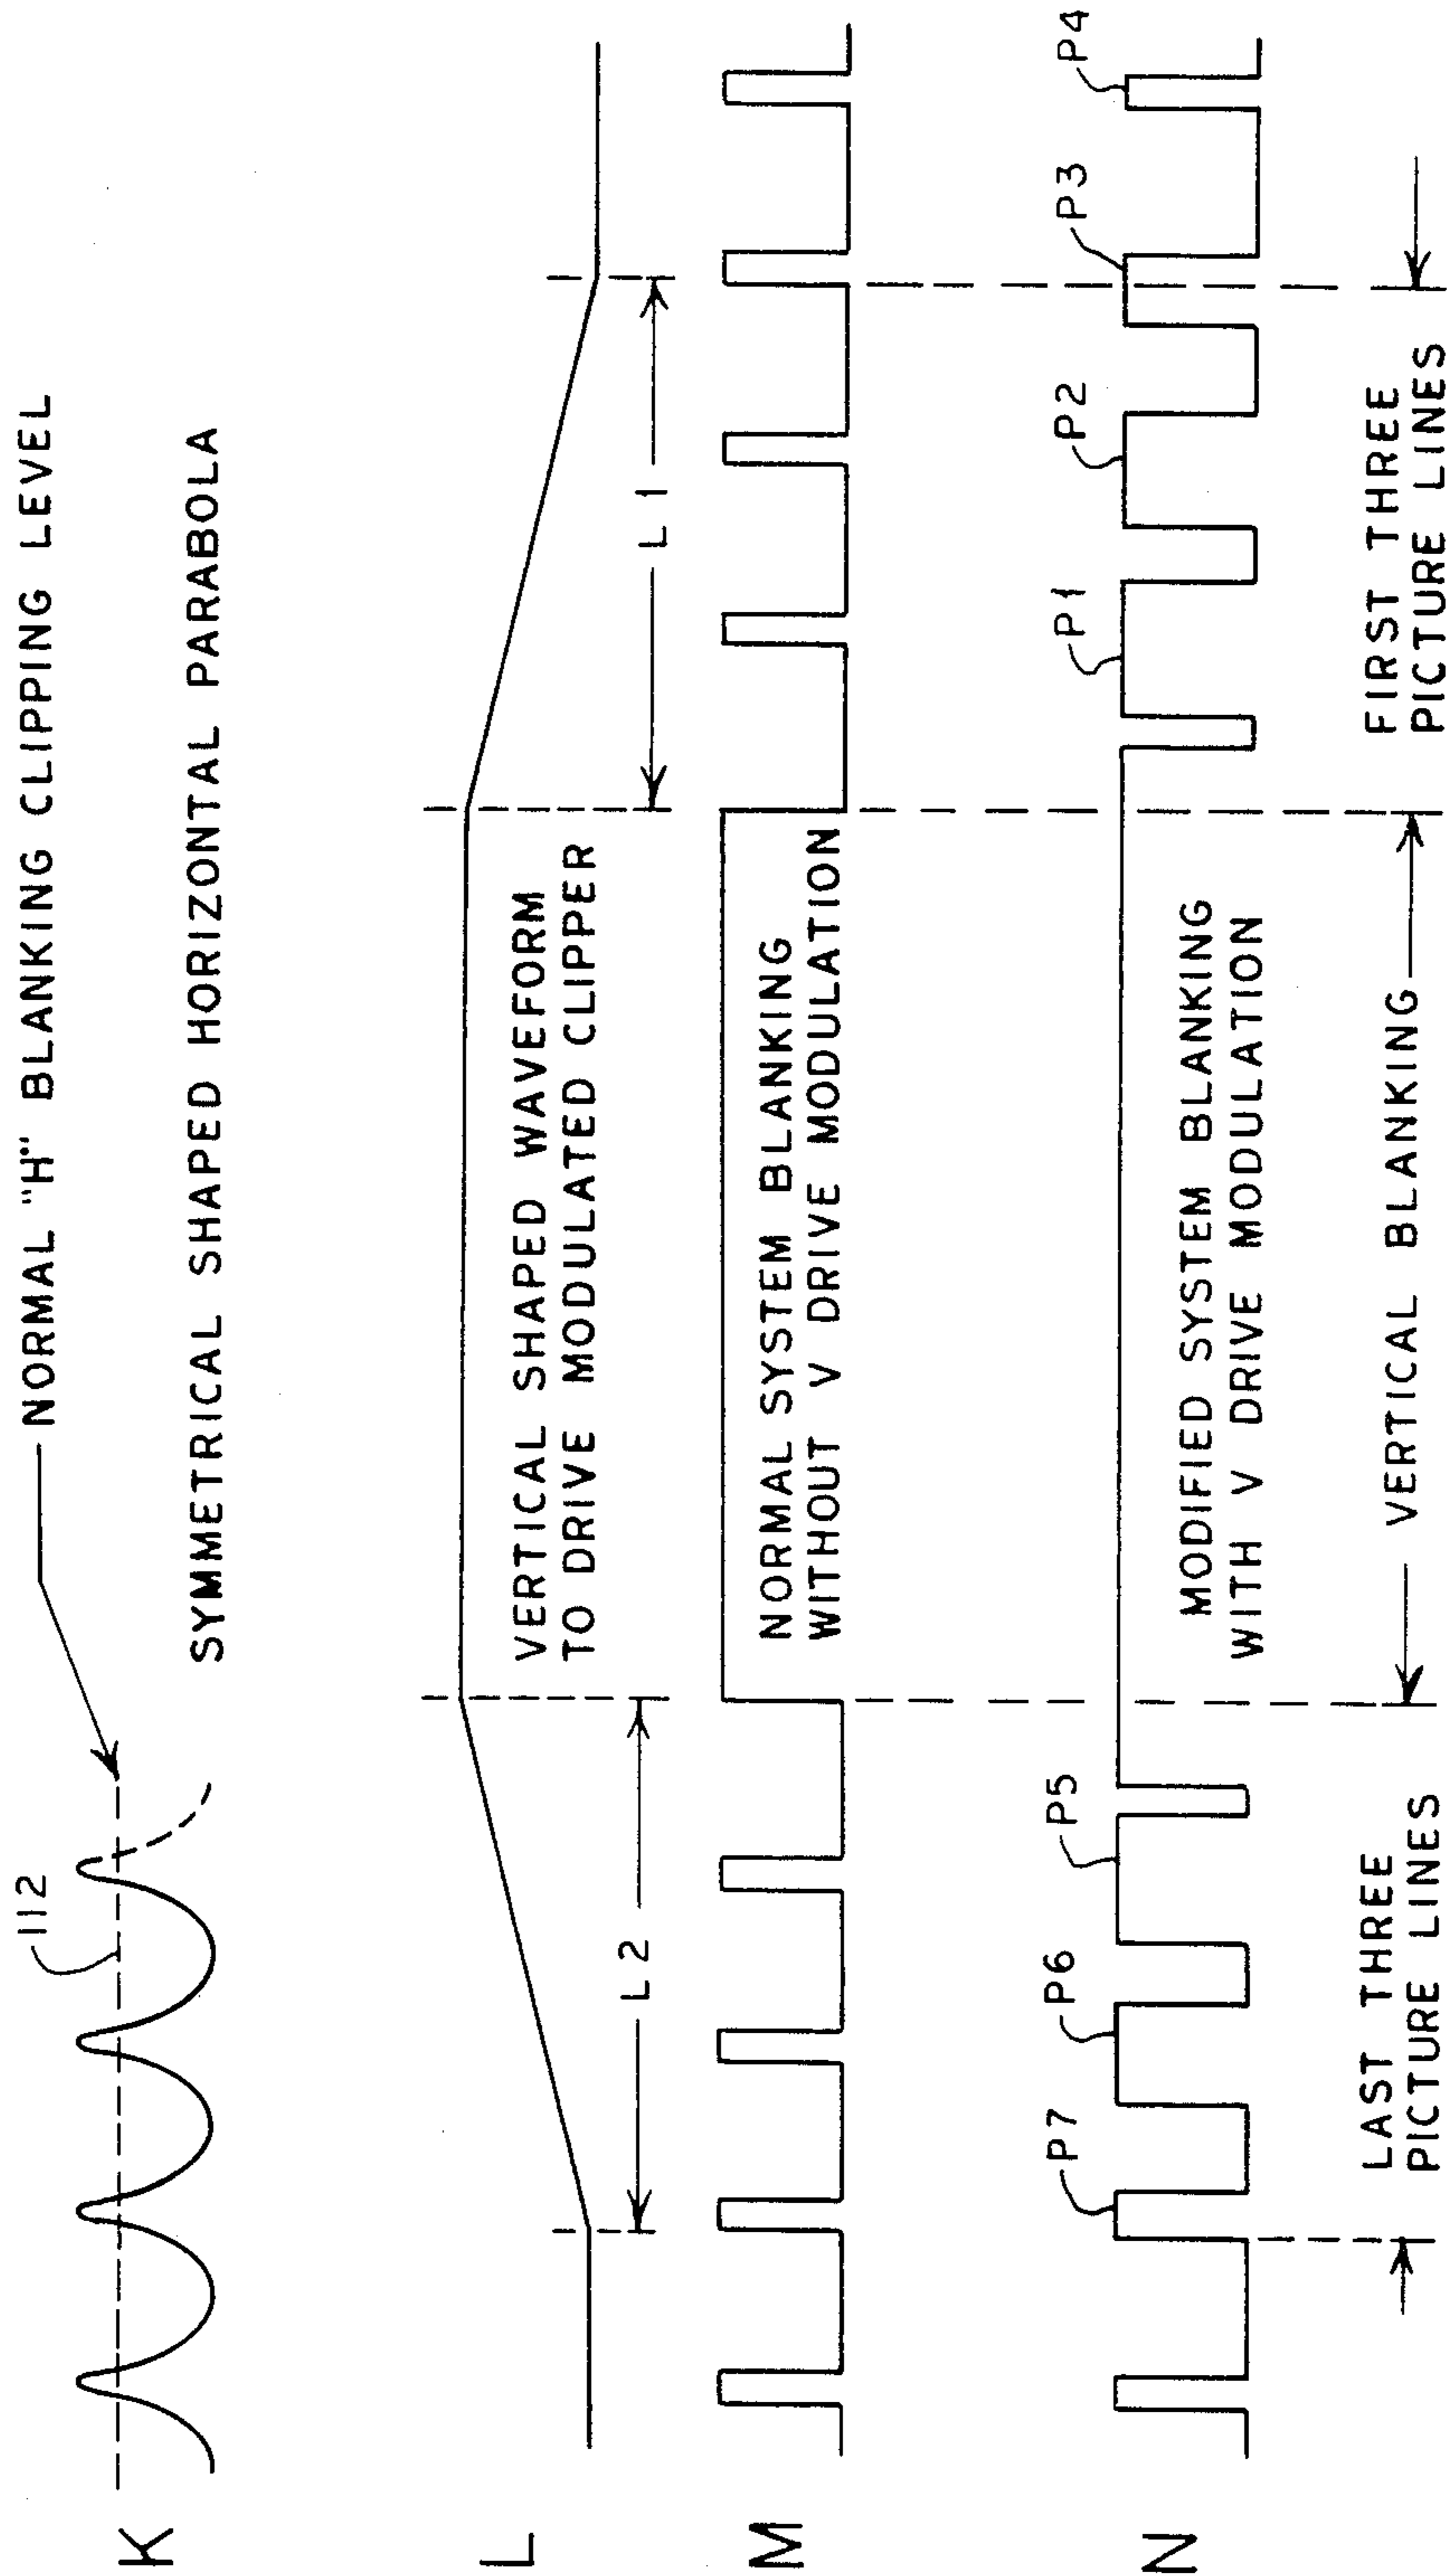 NORMAL "H" BLANKING CLIPPING LEVEL
112
K
SYMMETRICAL SHAPED HORIZONTAL PARABOLA
L
VERTICAL SHAPED WAVEFORM
TO DRIVE MODULATED CLIPPER
L2
L1
M
NORMAL SYSTEM BLANKING
WITHOUT V DRIVE MODULATION
P7
P6
P5
P1
P2
P3
P4
N
MODIFIED SYSTEM BLANKING
WITH V DRIVE MODULATION
LAST THREE
PICTURE LINES
VERTICAL BLANKING
FIRST THREE
PICTURE LINES